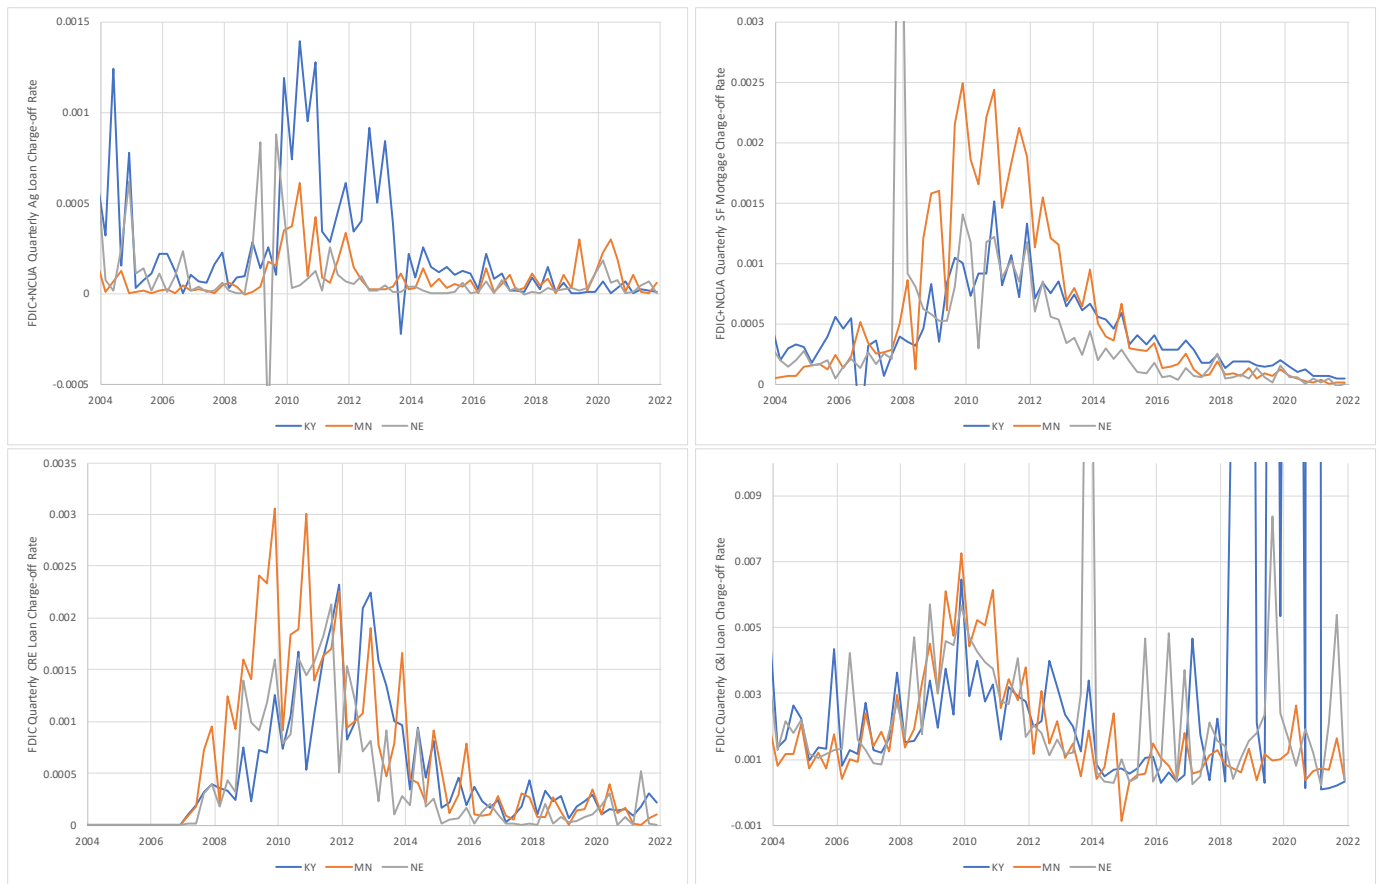 FDIC+NCUA Quarterly Ag Loan Charge-off Rate
0.0015
0.001
0.0005
0
-0.0005
2004 2006 2008 2010 2012 2014 2016 2018 2020 2022
KY MN NE
FDIC+NCUA Quarterly SF Mortgage Charge-off Rate
0.003
0.0025
0.002
0.0015
0.001
0.0005
0
2004 2006 2008 2010 2012 2014 2016 2018 2020 2022
KY MN NE
FDIC Quarterly CRE Loan Charge-off Rate
0.0035
0.003
0.0025
0.002
0.0015
0.001
0.0005
0
2004 2006 2008 2010 2012 2014 2016 2018 2020 2022
KY MN NE
FDIC Quarterly C&I Loan Charge-off Rate
0.009
0.007
0.005
0.003
0.001
-0.001
2004 2006 2008 2010 2012 2014 2016 2018 2020 2022
KY MN NE